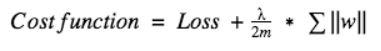 Cost function = Loss + λ/2m * ∑ ||w||